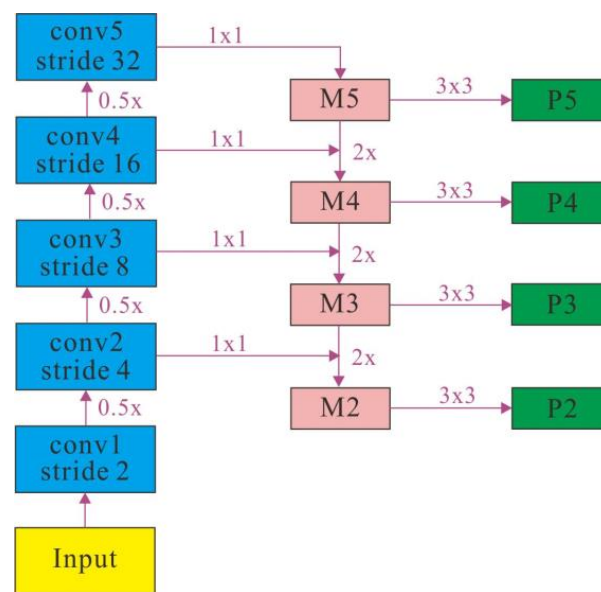 conv5
stride 32
1x1
M5
3x3
P5
0.5x
conv4
stride 16
1x1
2x
M4
3x3
P4
0.5x
conv3
stride 8
1x1
2x
M3
3x3
P3
0.5x
conv2
stride 4
1x1
2x
M2
3x3
P2
0.5x
conv1
stride 2
Input